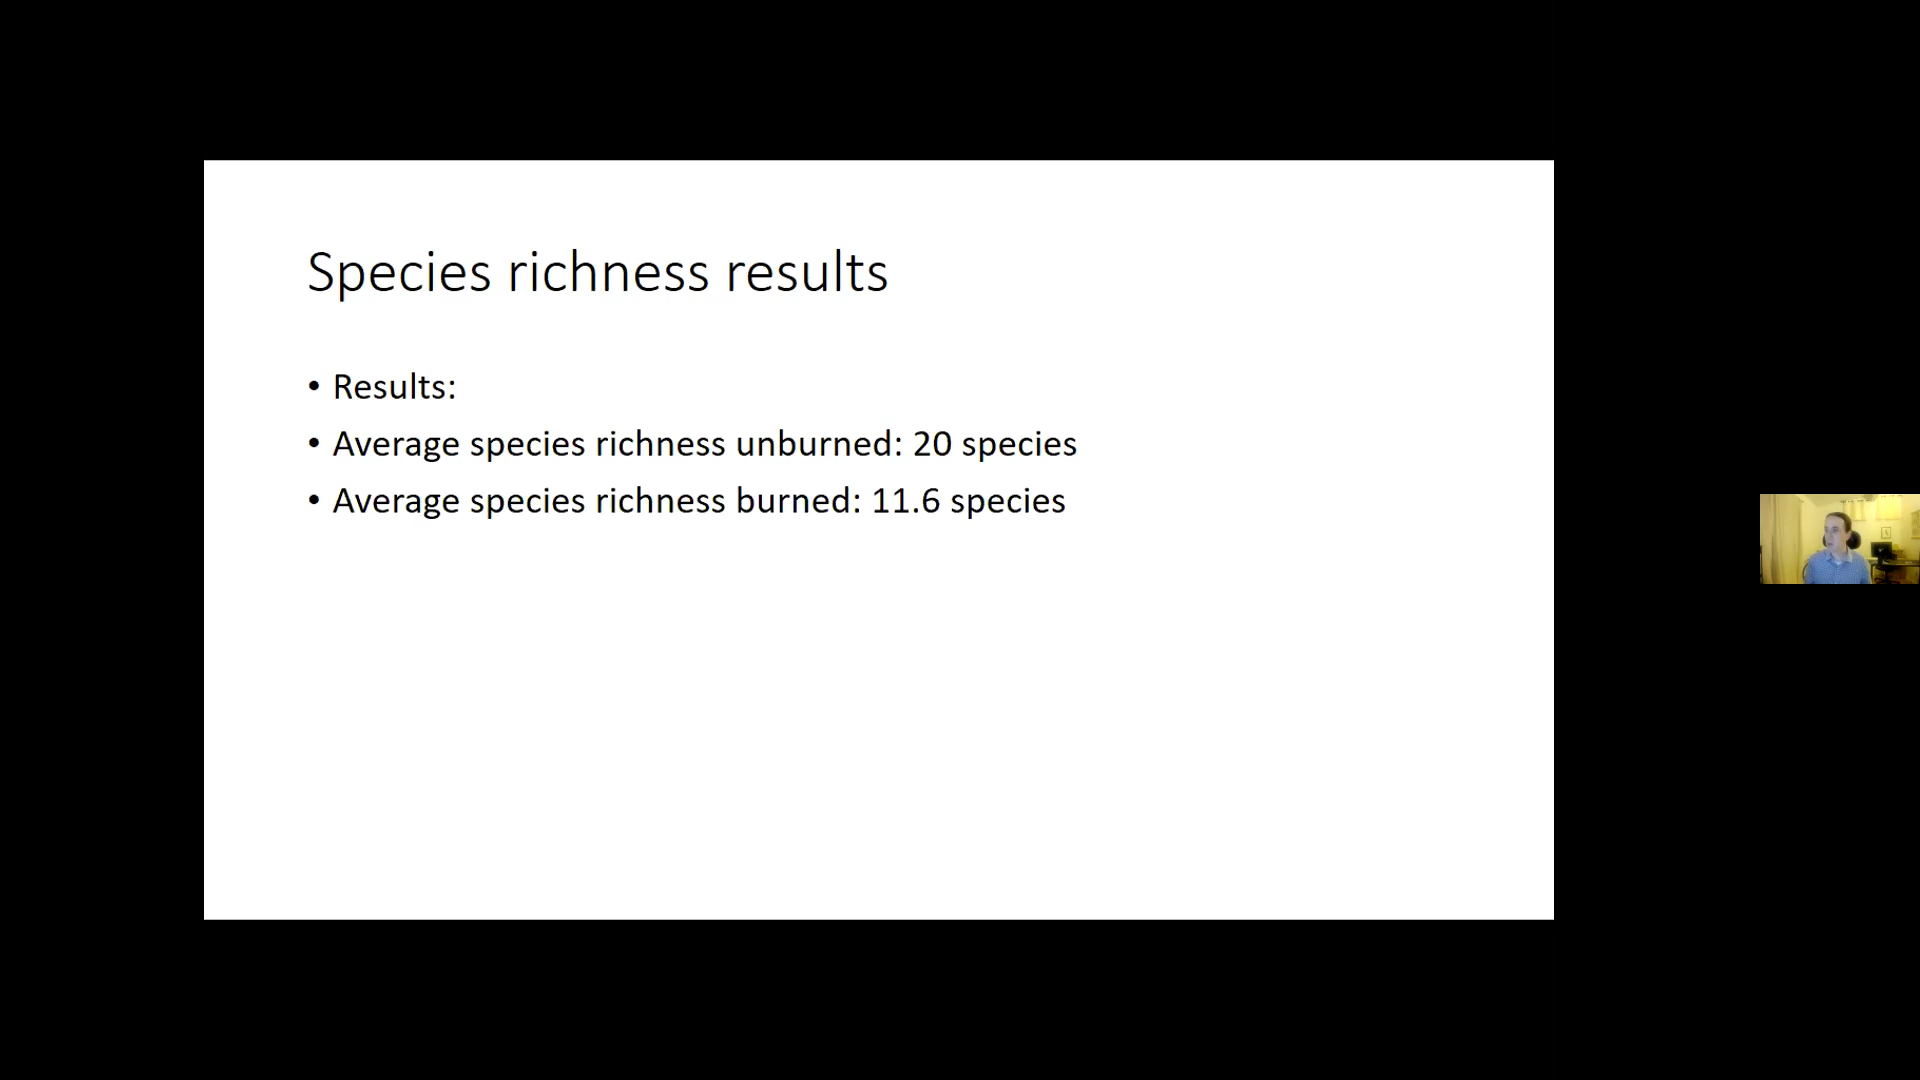 Species richness results
• Results:
• Average species richness unburned: 20 species
• Average species richness burned: 11.6 species